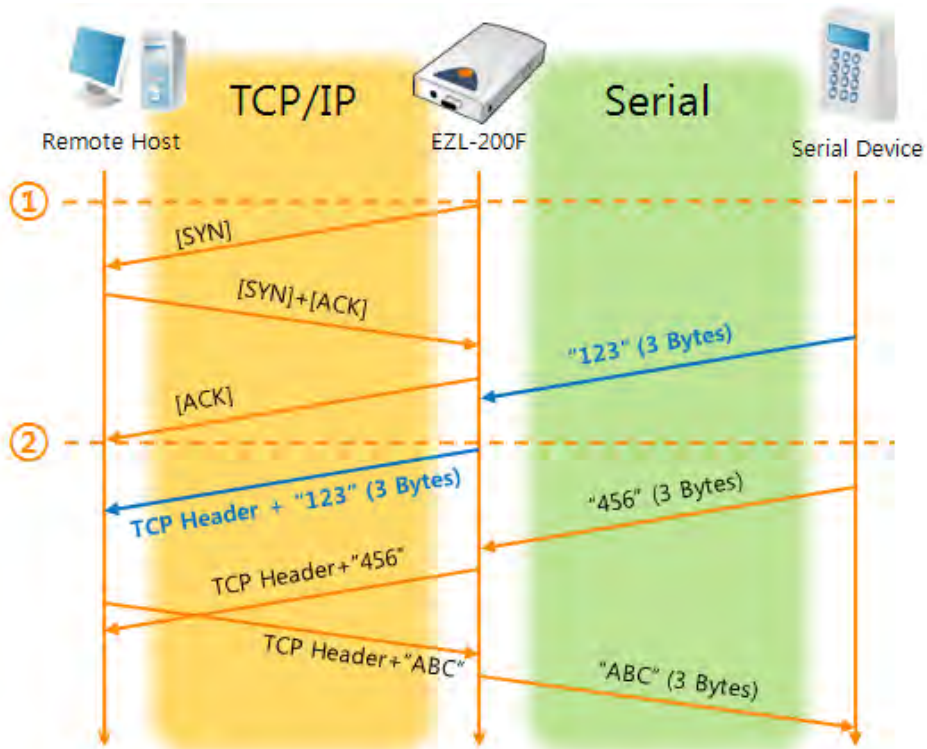 TCP/IP
Serial
Remote Host
EZL-200F
Serial Device
①
[SYN]
[SYN]+[ACK]
"123" (3 Bytes)
[ACK]
②
TCP Header + "123" (3 Bytes)
"456" (3 Bytes)
TCP Header+"456"
TCP Header+"ABC"
"ABC" (3 Bytes)